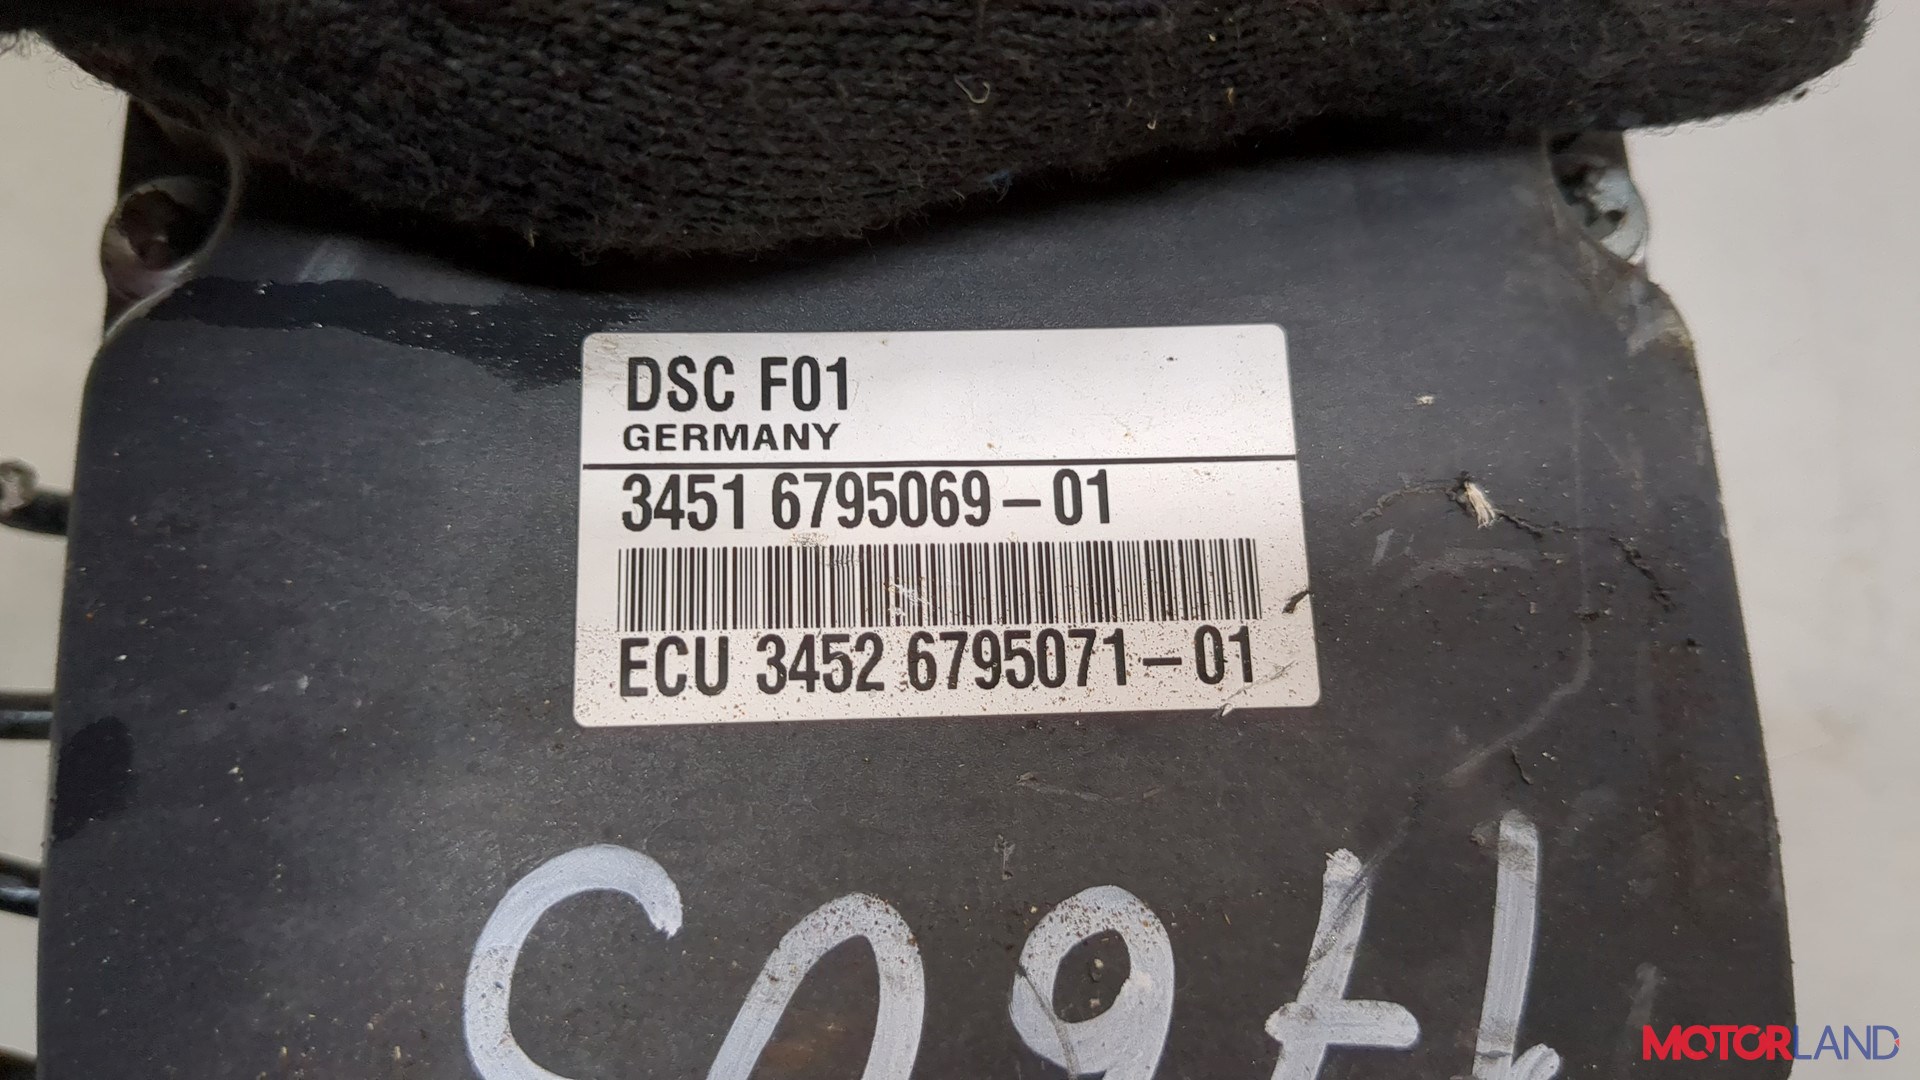 DSC F01
GERMANY
3451 6795069-01
ECU 3452 6795071-01
MOTORLAND